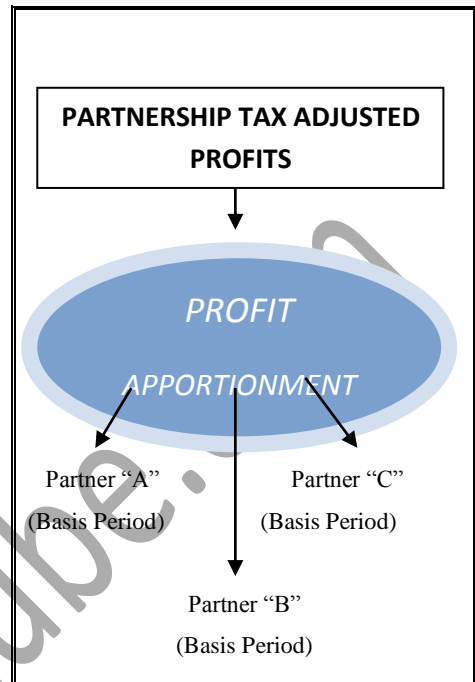 PARTNERSHIP TAX ADJUSTED
PROFITS
PROFIT
APPORTIONMENT
Partner “A”
(Basis Period)
Partner “C”
(Basis Period)
Partner “B”
(Basis Period)